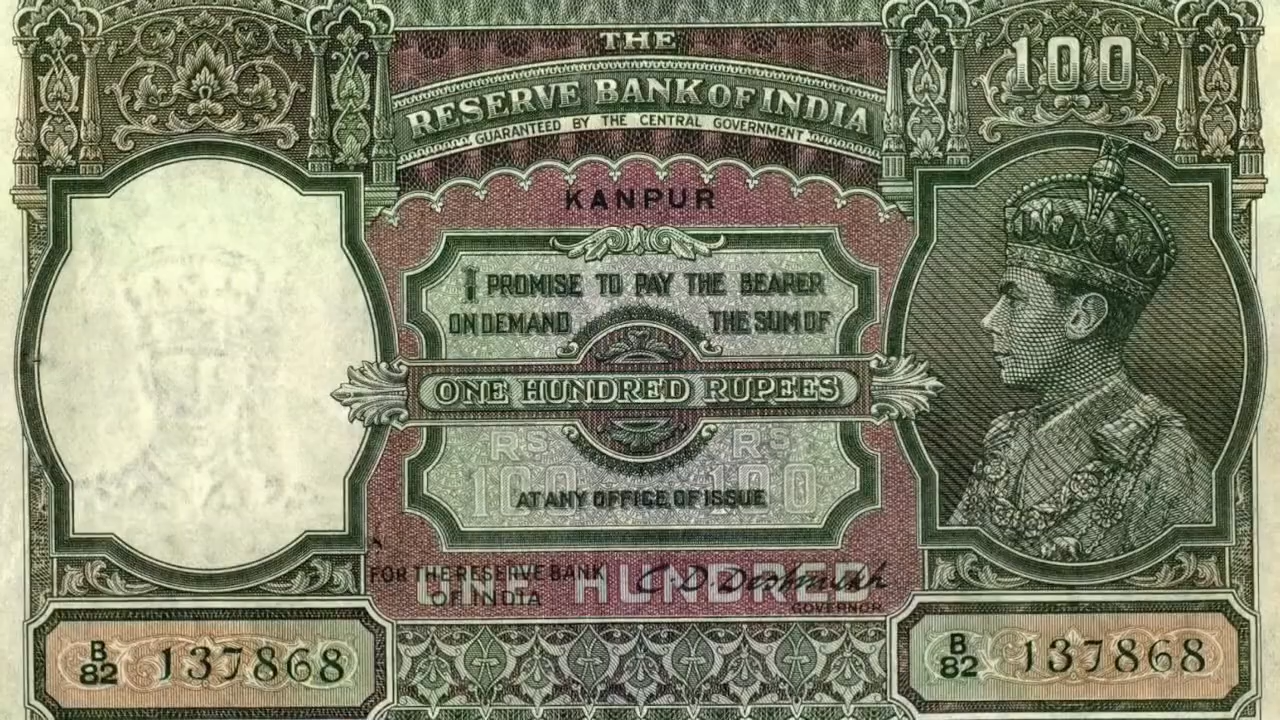 THE
100
RESERVE BANK OF INDIA
GUARANTEED BY THE CENTRAL GOVERNMENT
KANPUR
I PROMISE TO PAY THE BEARER
ON DEMAND THE SUM OF
ONE HUNDRED RUPEES
RS RS
100 100
AT ANY OFFICE OF ISSUE
FOR THE RESERVE BANK
OF INDIA
HUNDRED
C D Deshmukh
GOVERNOR
B/82 137868
B/82 137868